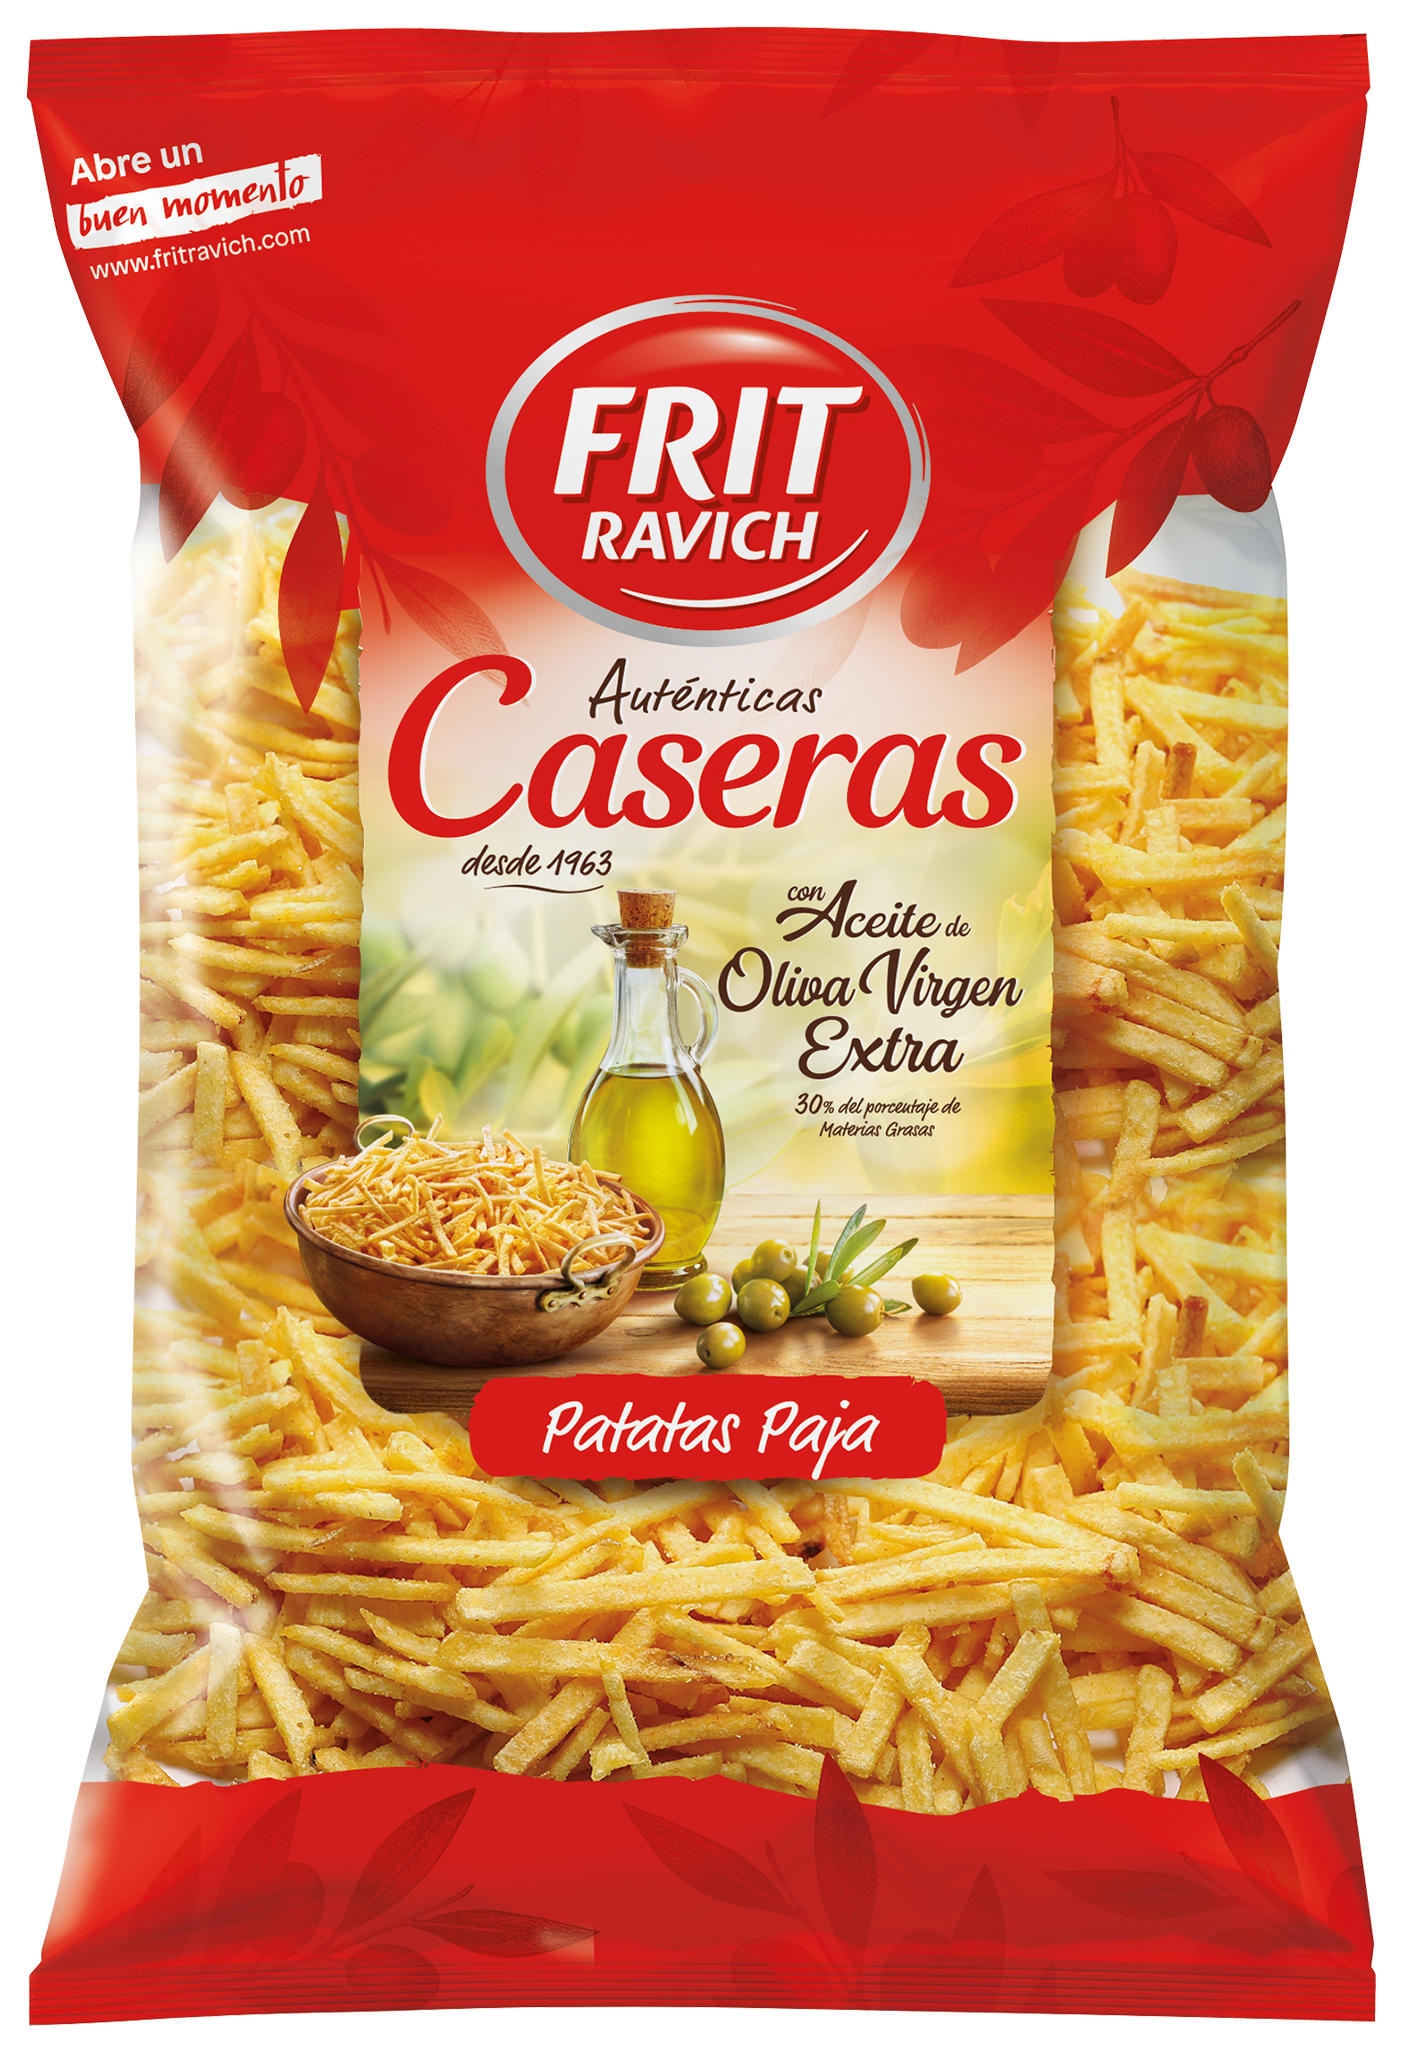 Abre un
buen momento
www.fritravich.com
FRIT
RAVICH
Auténticas
Caseras
desde 1963
con Aceite de
Oliva Virgen
Extra
30% del porcentaje de
Materias Grasas
Patatas Paja